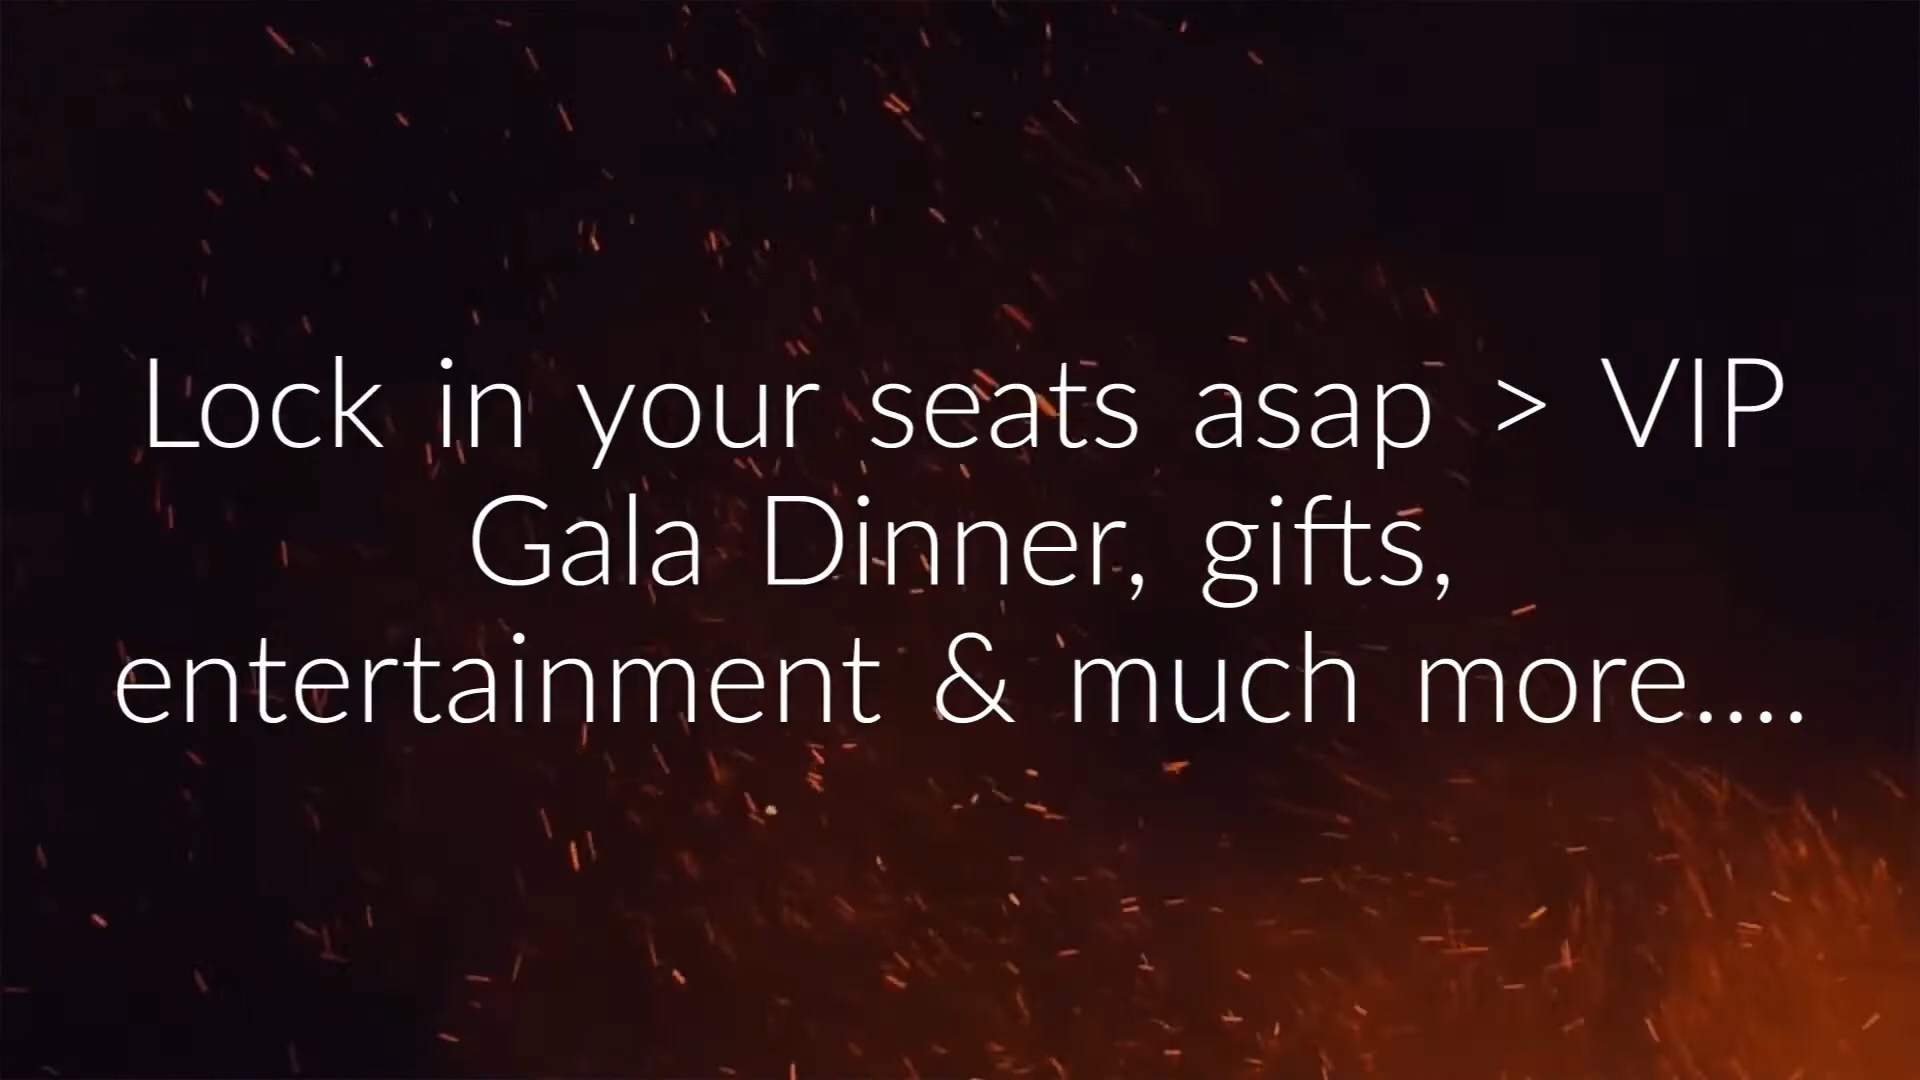 Lock in your seats asap > VIP
Gala Dinner, gifts,
entertainment & much more....